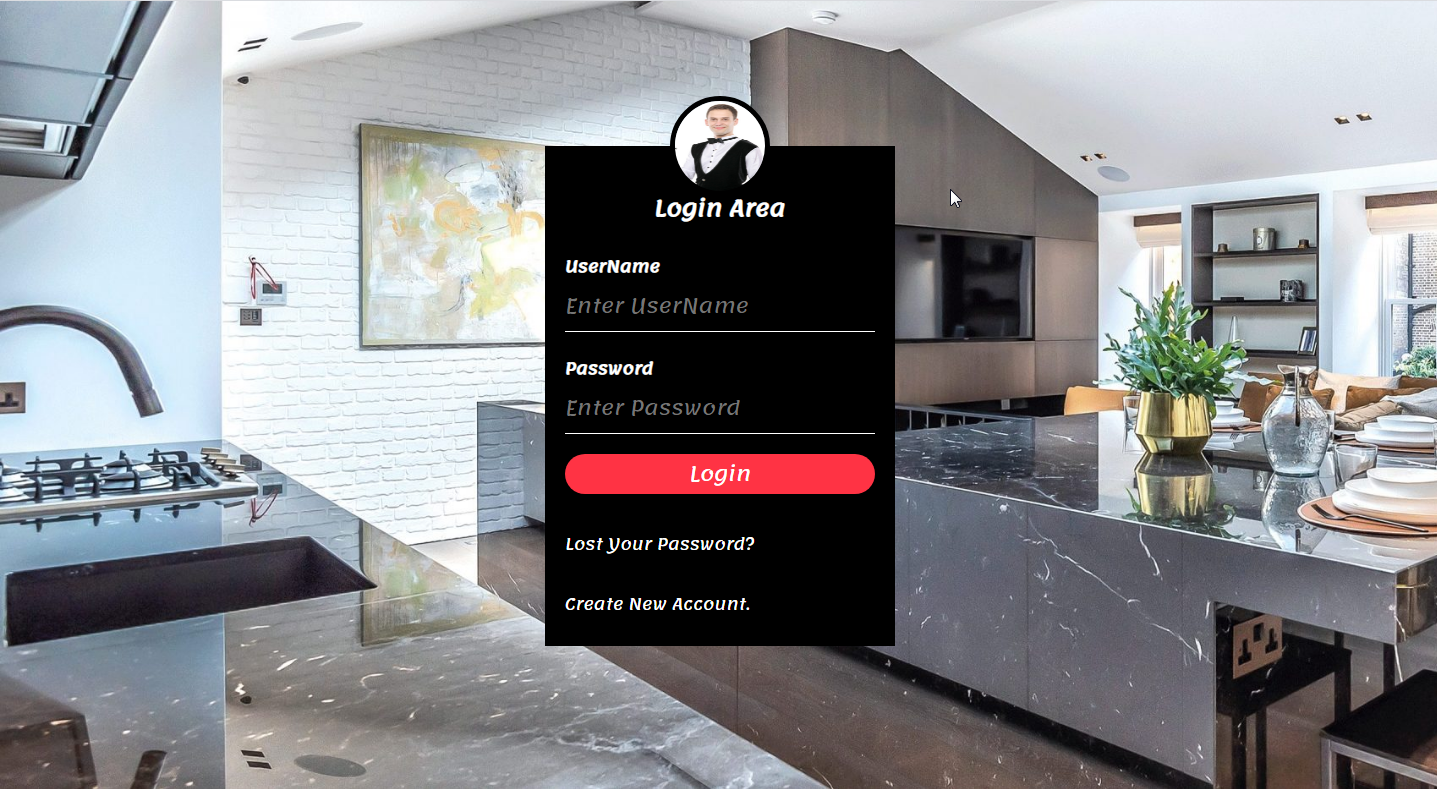 Login Area
UserName
Enter UserName
Password
Enter Password
Login
Lost Your Password?
Create New Account.